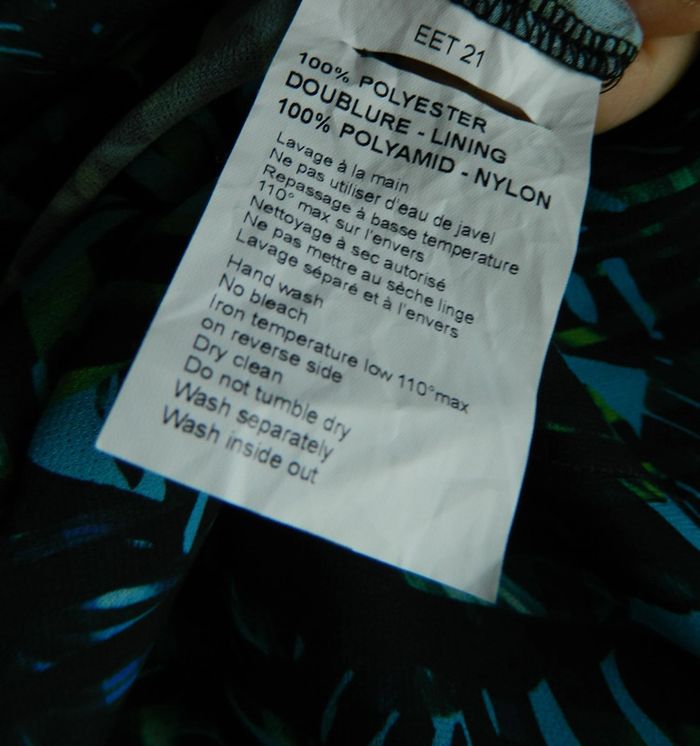 EET 21
100% POLYESTER
DOUBLURE - LINING
100% POLYAMID - NYLON
Lavage à la main
Ne pas utiliser d'eau de javel
Repassage à basse temperature
110° max sur l'envers
Nettoyage à sec autorisé
Ne pas mettre au sèche linge
Lavage séparé et à l'envers
Hand wash
No bleach
Iron temperature low 110°max
on reverse side
Dry clean
Do not tumble dry
Wash separately
Wash inside out